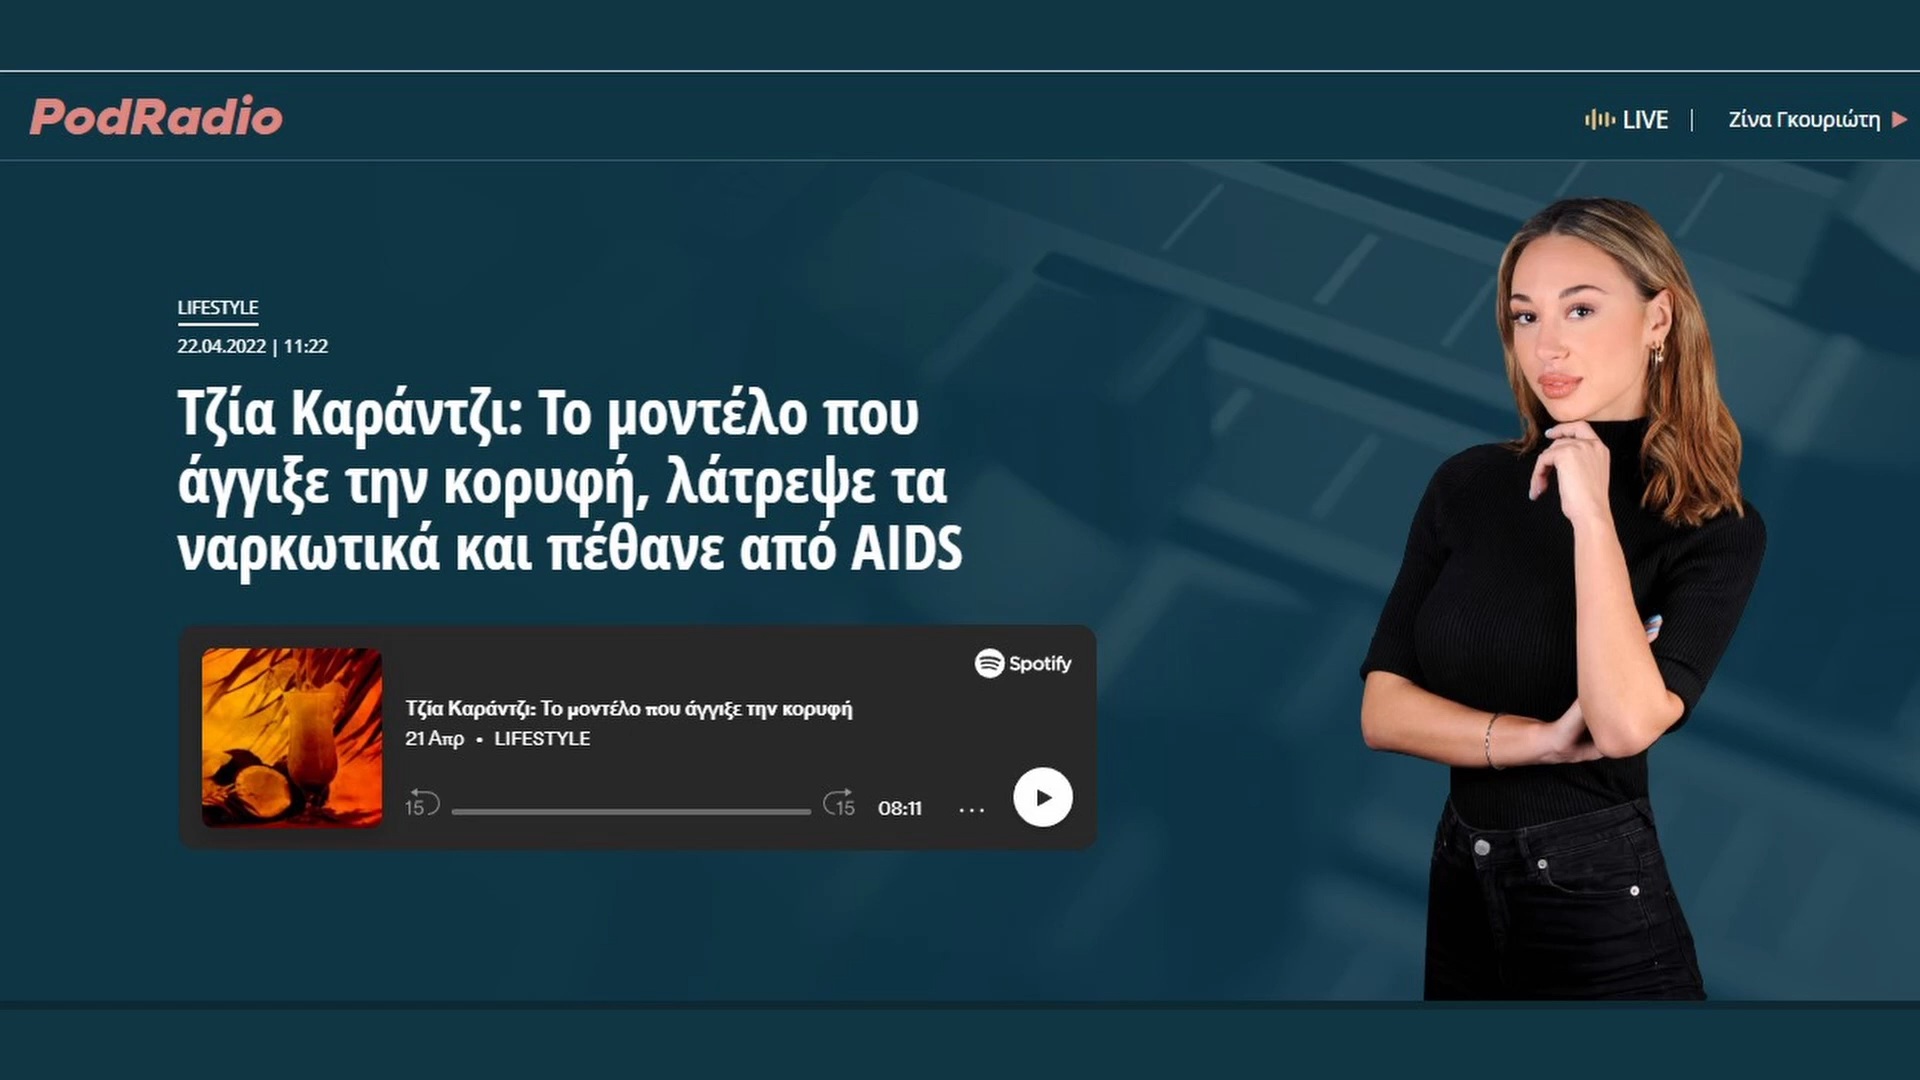 PodRadio
LIVE | Ζίνα Γκουριώτη
LIFESTYLE
22.04.2022 | 11:22
Τζία Καράντζι: Το μοντέλο που
άγγιξε την κορυφή, λάτρεψε τα
ναρκωτικά και πέθανε από AIDS
Spotify
Τζία Καράντζι: Το μοντέλο που άγγιξε την κορυφή
21 Απρ • LIFESTYLE
15 15 08:11 ...